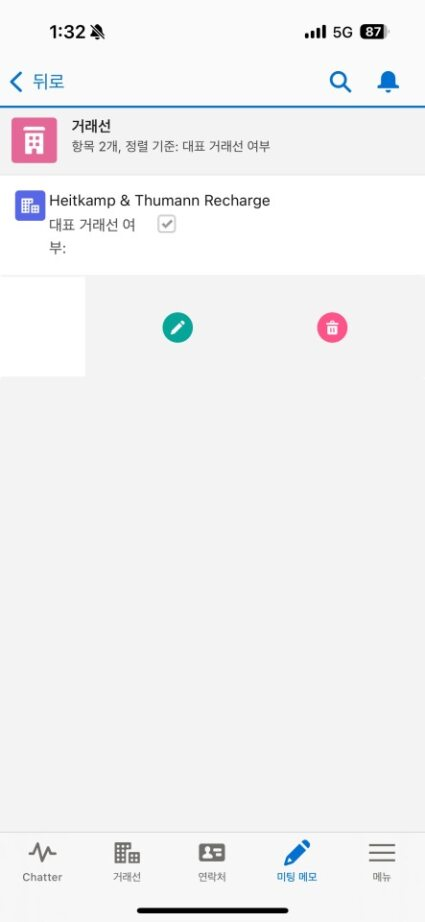 1:32
5G
87
뒤로
거래선
항목 2개, 정렬 기준: 대표 거래선 여부
Heitkamp & Thumann Recharge
대표 거래선 여
부:
Chatter
거래선
연락처
미팅 메모
메뉴